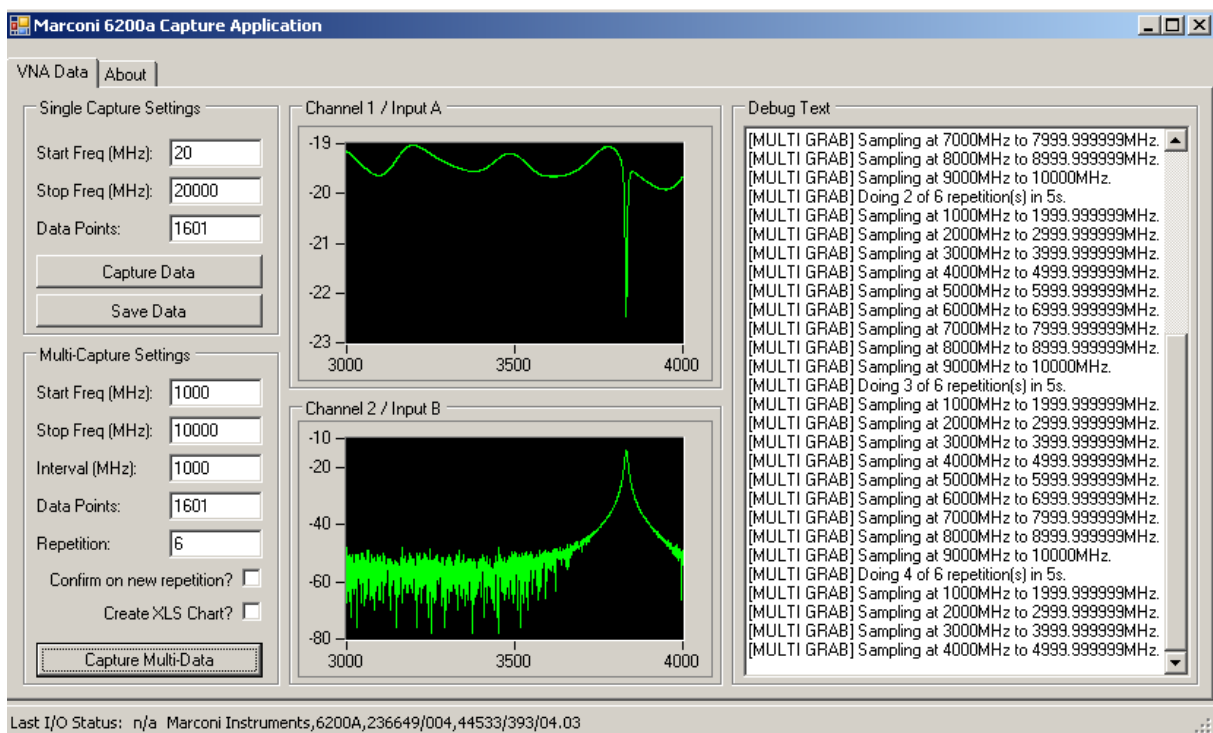 Marconi 6200a Capture Application
VNA Data
About
Single Capture Settings
Start Freq (MHz): 20
Stop Freq (MHz): 20000
Data Points: 1601
Capture Data
Save Data
Multi-Capture Settings
Start Freq (MHz): 1000
Stop Freq (MHz): 10000
Interval (MHz): 1000
Data Points: 1601
Repetition: 6
Confirm on new repetition?
Create XLS Chart?
Capture Multi-Data
Channel 1 / Input A
-19
-20
-21
-22
-23
3000 3500 4000
Channel 2 / Input B
-10
-20
-40
-60
-80
3000 3500 4000
Debug Text
[MULTI GRAB] Sampling at 7000MHz to 7999.999999MHz.
[MULTI GRAB] Sampling at 8000MHz to 8999.999999MHz.
[MULTI GRAB] Sampling at 9000MHz to 10000MHz.
[MULTI GRAB] Doing 2 of 6 repetition(s) in 5s.
[MULTI GRAB] Sampling at 1000MHz to 1999.999999MHz.
[MULTI GRAB] Sampling at 2000MHz to 2999.999999MHz.
[MULTI GRAB] Sampling at 3000MHz to 3999.999999MHz.
[MULTI GRAB] Sampling at 4000MHz to 4999.999999MHz.
[MULTI GRAB] Sampling at 5000MHz to 5999.999999MHz.
[MULTI GRAB] Sampling at 6000MHz to 6999.999999MHz.
[MULTI GRAB] Sampling at 7000MHz to 7999.999999MHz.
[MULTI GRAB] Sampling at 8000MHz to 8999.999999MHz.
[MULTI GRAB] Sampling at 9000MHz to 10000MHz.
[MULTI GRAB] Doing 3 of 6 repetition(s) in 5s.
[MULTI GRAB] Sampling at 1000MHz to 1999.999999MHz.
[MULTI GRAB] Sampling at 2000MHz to 2999.999999MHz.
[MULTI GRAB] Sampling at 3000MHz to 3999.999999MHz.
[MULTI GRAB] Sampling at 4000MHz to 4999.999999MHz.
[MULTI GRAB] Sampling at 5000MHz to 5999.999999MHz.
[MULTI GRAB] Sampling at 6000MHz to 6999.999999MHz.
[MULTI GRAB] Sampling at 7000MHz to 7999.999999MHz.
[MULTI GRAB] Sampling at 8000MHz to 8999.999999MHz.
[MULTI GRAB] Sampling at 9000MHz to 10000MHz.
[MULTI GRAB] Doing 4 of 6 repetition(s) in 5s.
[MULTI GRAB] Sampling at 1000MHz to 1999.999999MHz.
[MULTI GRAB] Sampling at 2000MHz to 2999.999999MHz.
[MULTI GRAB] Sampling at 3000MHz to 3999.999999MHz.
[MULTI GRAB] Sampling at 4000MHz to 4999.999999MHz.
Last I/O Status: n/a Marconi Instruments,6200A,236649/004,44533/393/04.03